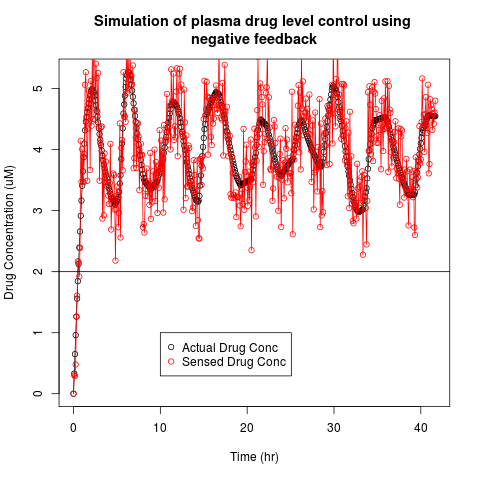 Simulation of plasma drug level control using
negative feedback
Drug Concentration (uM)
5
4
3
2
1
0
Actual Drug Conc
Sensed Drug Conc
0
10
20
30
40
Time (hr)